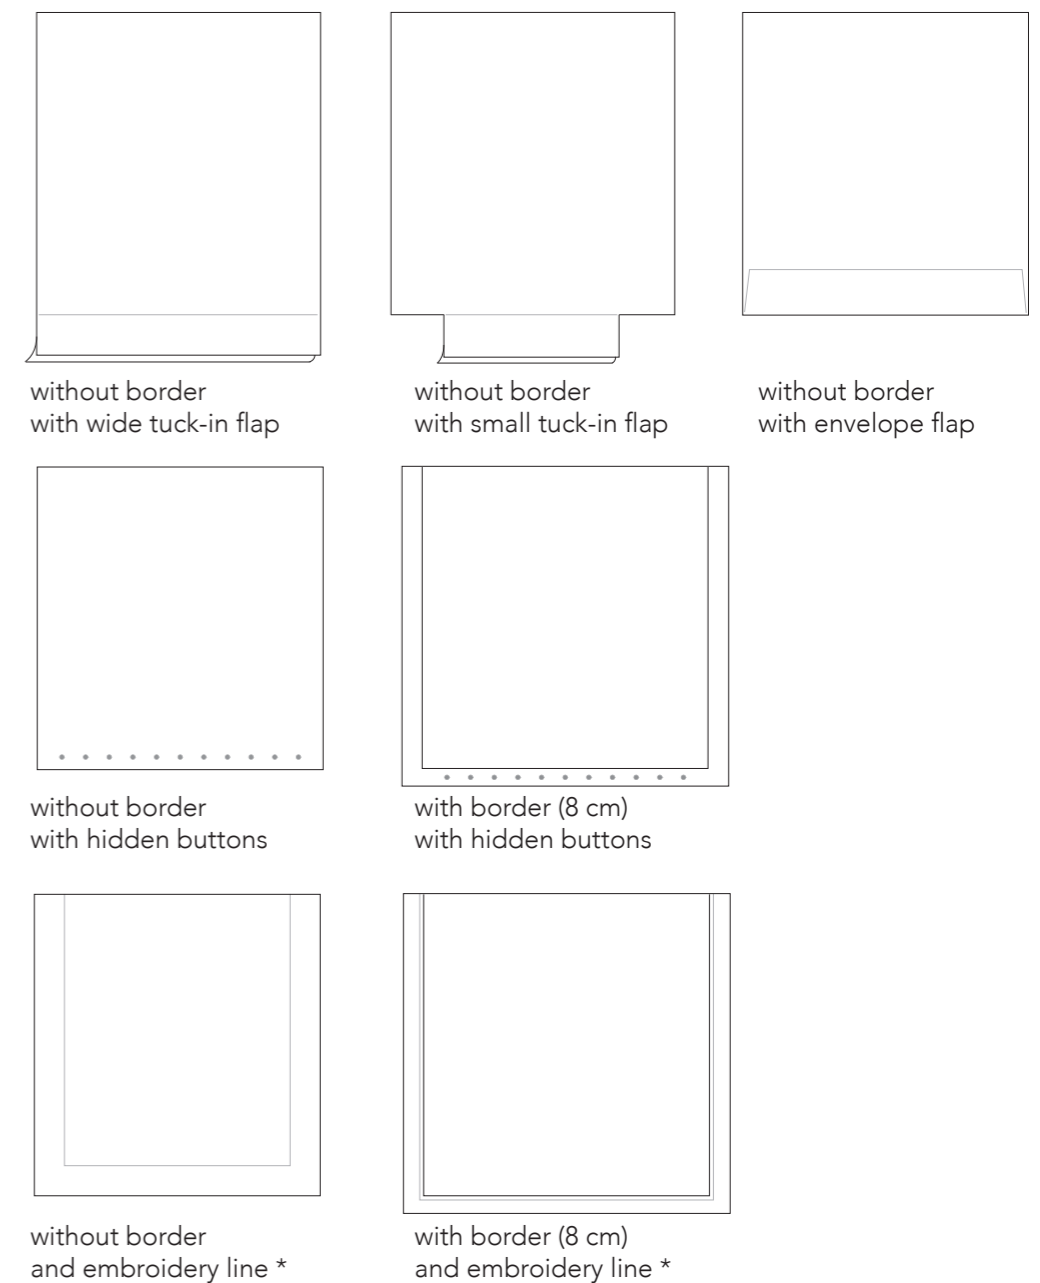 without border
with wide tuck-in flap
without border
with small tuck-in flap
without border
with envelope flap
without border
with hidden buttons
with border (8 cm)
with hidden buttons
without border
and embroidery line *
with border (8 cm)
and embroidery line *